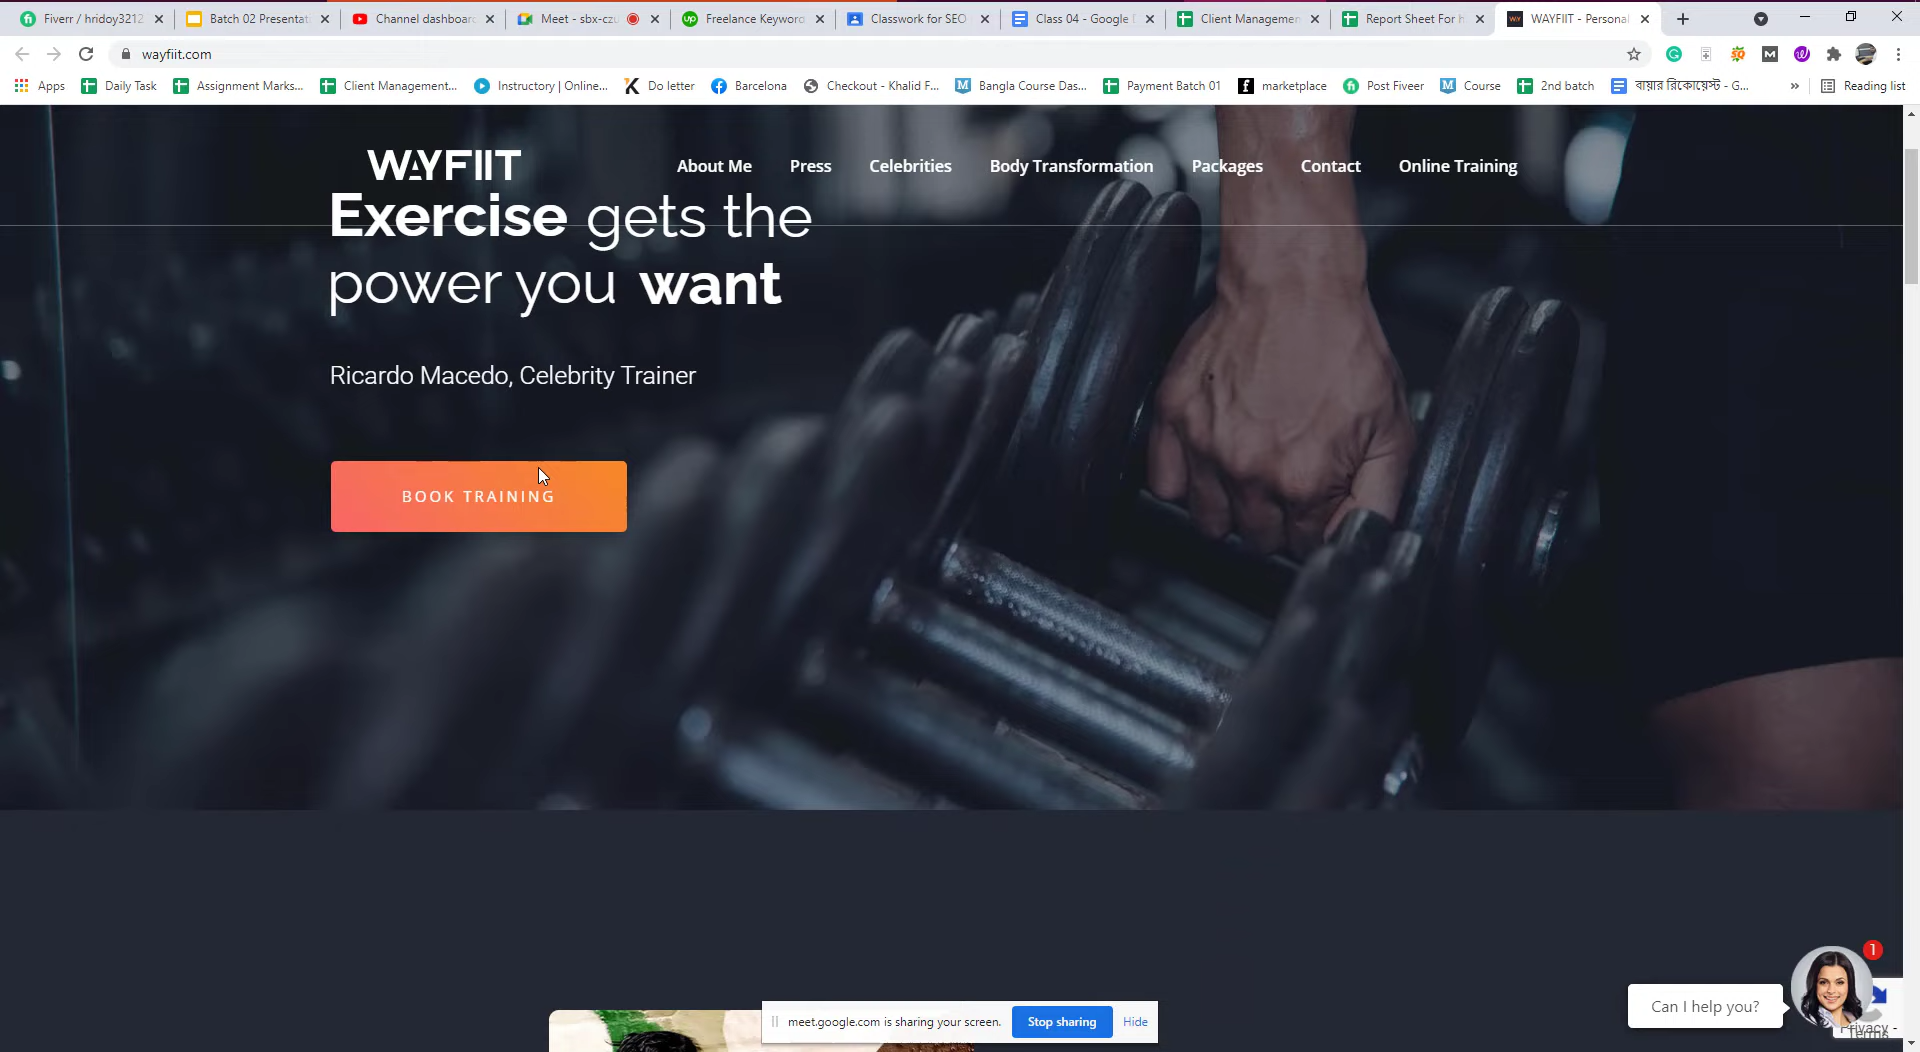 Fiverr / hridoy3212
Batch 02 Presentat
Channel dashboard
Meet - sbx-czu
Freelance Keyword
Classwork for SEO
Class 04 - Google
Client Managemen
Report Sheet For h
WAYFIIT - Personal
wayfiit.com
Apps
Daily Task
Assignment Marks...
Client Management...
Instructory | Online...
Do letter
Barcelona
Checkout - Khalid F...
Bangla Course Das...
Payment Batch 01
marketplace
Post Fiveer
Course
2nd batch
বায়ার রিকোয়েস্ট - G...
»
Reading list
WAYFIIT
About Me
Press
Celebrities
Body Transformation
Packages
Contact
Online Training
Exercise gets the
power you want
Ricardo Macedo, Celebrity Trainer
BOOK TRAINING
1
Can I help you?
Privacy -
Terms
meet.google.com is sharing your screen.
Stop sharing
Hide